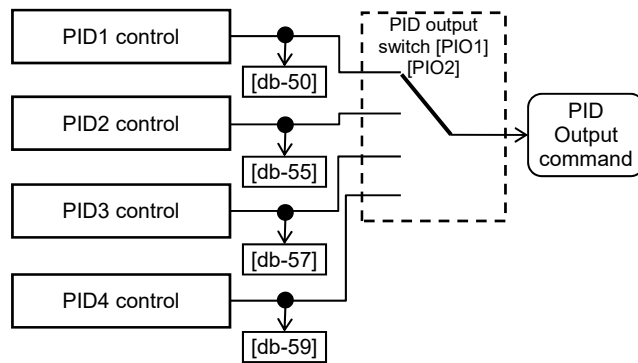 PID1 control
[db-50]
PID output
switch [PIO1]
[PIO2]
PID2 control
[db-55]
PID
Output
command
PID3 control
[db-57]
PID4 control
[db-59]